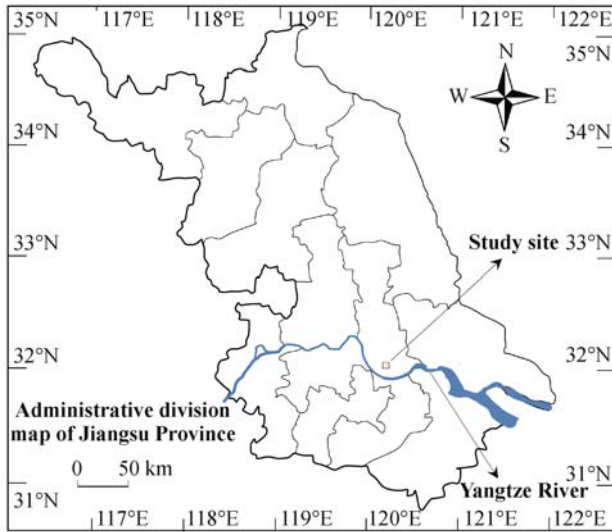 117°E 118°E 119°E 120°E 121°E 122°E
35°N
35°N
N
W E
S
34°N
34°N
33°N
33°N
Study site
32°N
32°N
Administrative division
map of Jiangsu Province
0 50 km
Yangtze River
31°N
31°N
117°E 118°E 119°E 120°E 121°E 122°E